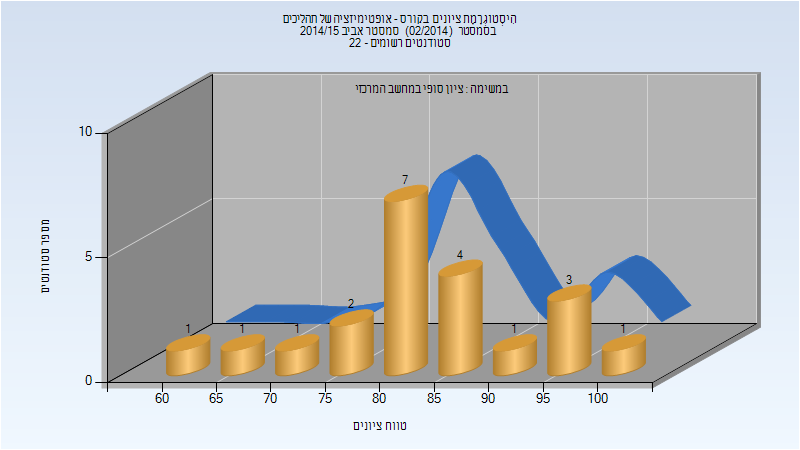 הִיסְטוֹגְרָמַת ציונים בקורס - אופטימיזציה של תהליכים
בסמסטר (02/2014) סמסטר אביב 2014/15
סטודנטים רשומים - 22
במשימה : ציון סופי במחשב המרכזי
מספר סטודנטים
10
5
0
1
1
1
2
7
4
1
3
1
60 65 70 75 80 85 90 95 100
טווח ציונים